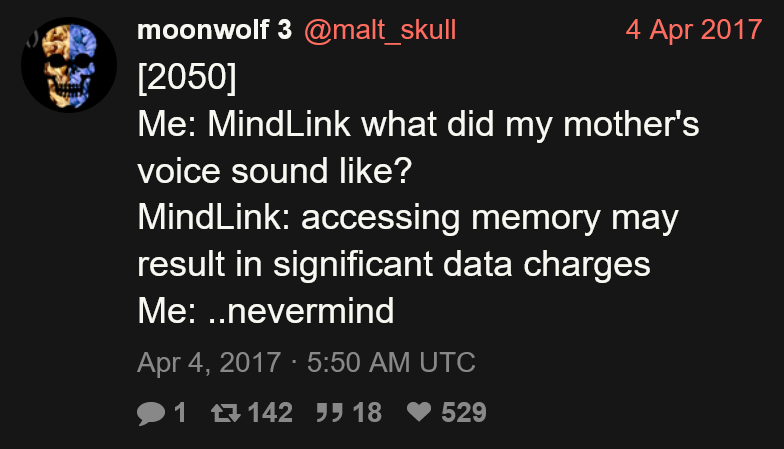 moonwolf 3 @malt_skull 4 Apr 2017
[2050]
Me: MindLink what did my mother's
voice sound like?
MindLink: accessing memory may
result in significant data charges
Me: ..nevermind
Apr 4, 2017 · 5:50 AM UTC
1 142 18 529